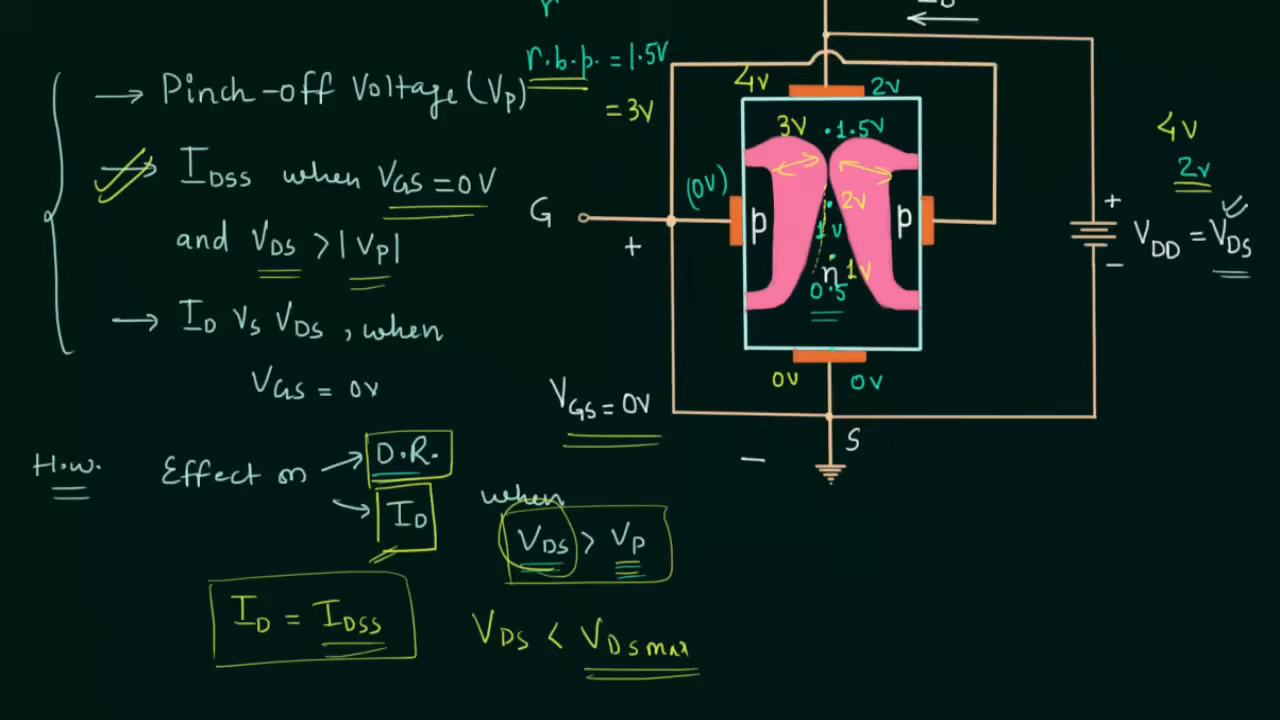 r
r.b.p. = 1.5V
= 3V
→ Pinch-off Voltage (Vp)
→ IDSS when VGS = 0V
and VDS > |Vp|
→ ID Vs VDS, when
VGS = 0V
H.W. Effect on → D.R.
→ ID
when
VDS > Vp
ID = IDSS
VDS < VDSmax
VGS = 0V
G
+
−
(0V)
4V 2V
3V .1.5V
p p
2V
1V
n 1V
0.5
0V 0V
S
4V
2V
+
VDD = VDS
−